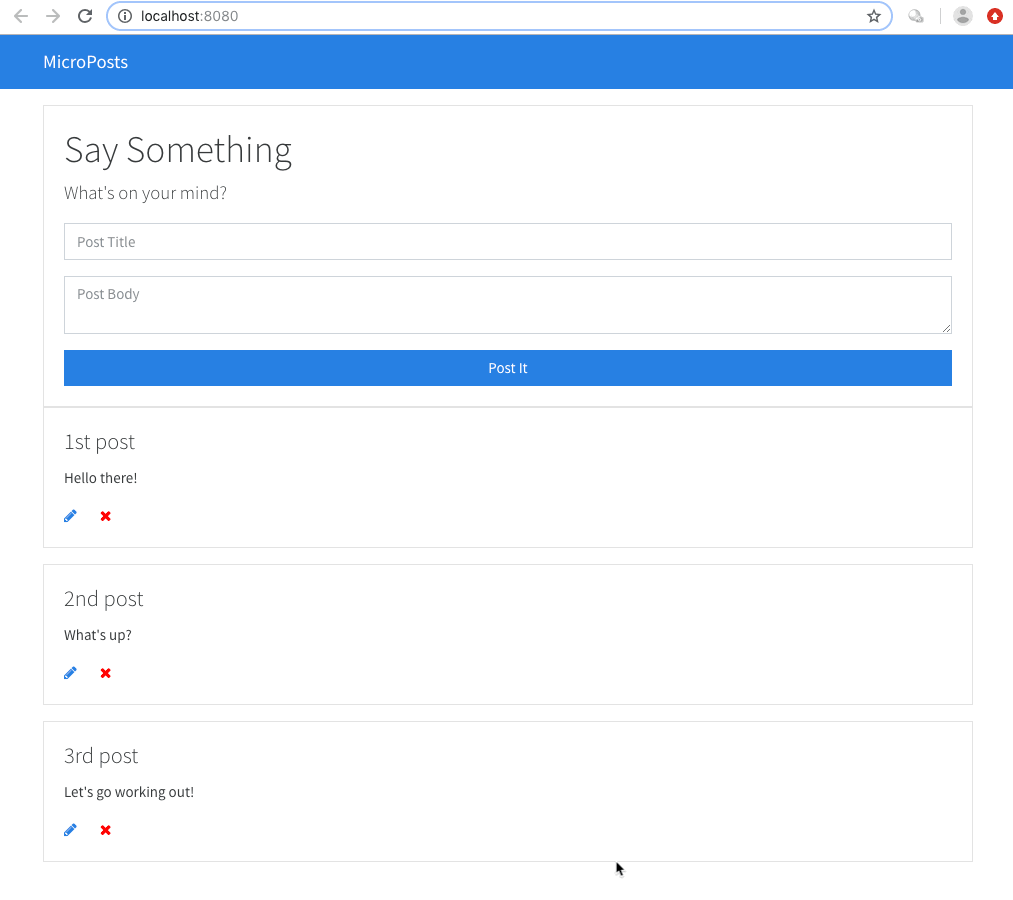 localhost:8080
MicroPosts
Say Something
What's on your mind?
Post Title
Post Body
Post It
1st post
Hello there!
2nd post
What's up?
3rd post
Let's go working out!